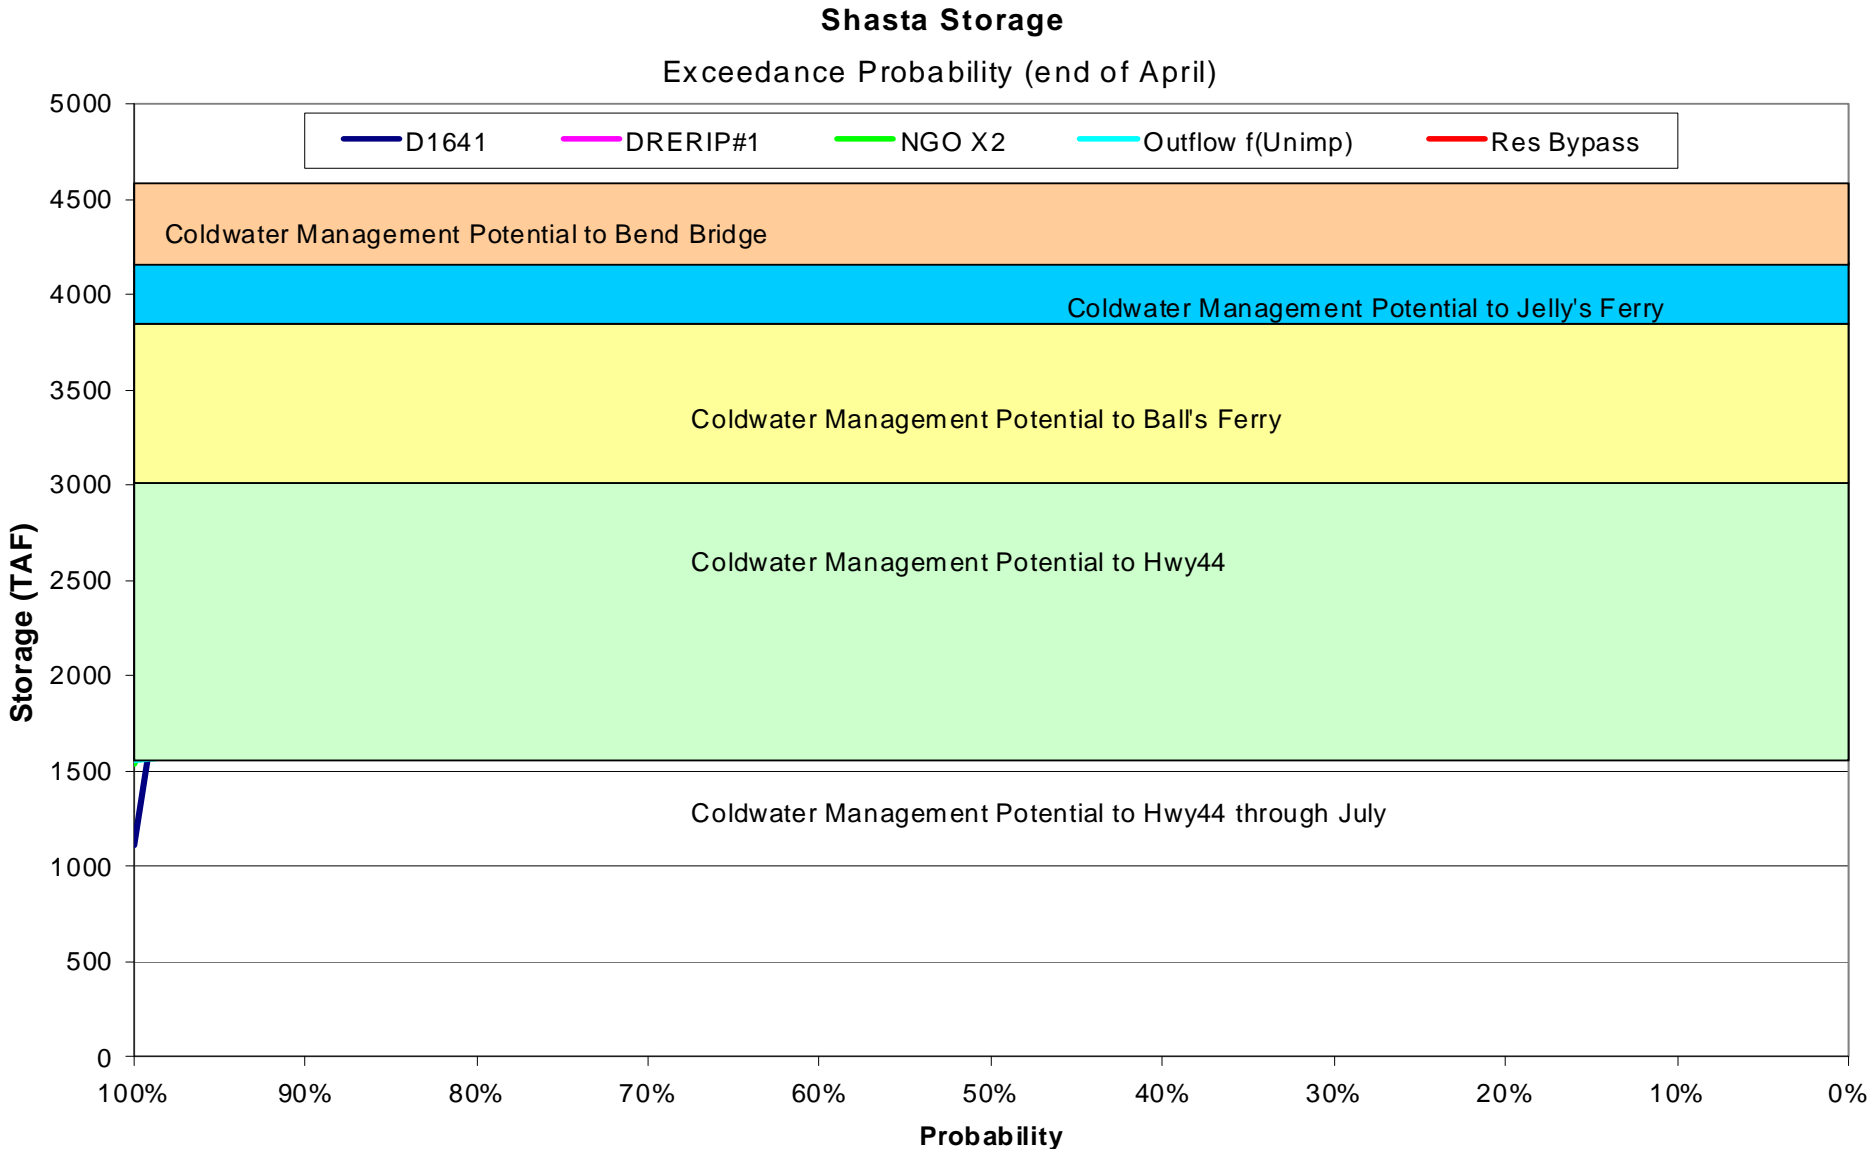 Shasta Storage
Exceedance Probability (end of April)
D1641 DRERIP#1 NGO X2 Outflow f(Unimp) Res Bypass
5000
4500
4000
3500
3000
2500
2000
1500
1000
500
0
Storage (TAF)
Coldwater Management Potential to Bend Bridge
Coldwater Management Potential to Jelly's Ferry
Coldwater Management Potential to Ball's Ferry
Coldwater Management Potential to Hwy44
Coldwater Management Potential to Hwy44 through July
100% 90% 80% 70% 60% 50% 40% 30% 20% 10% 0%
Probability